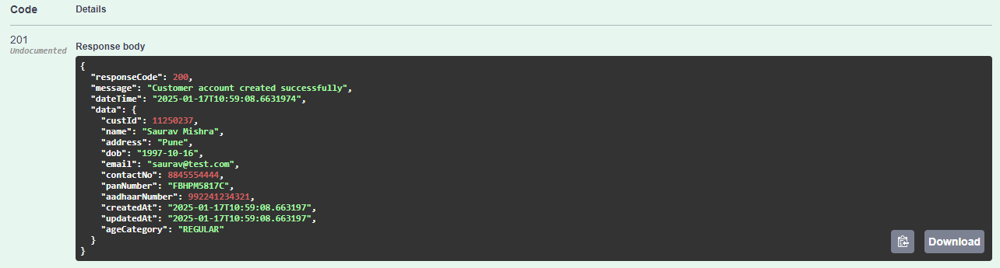 Code Details
201
Undocumented
Response body
{
  "responseCode": 200,
  "message": "Customer account created successfully",
  "dateTime": "2025-01-17T10:59:08.6631974",
  "data": {
    "custId": 11250237,
    "name": "Saurav Mishra",
    "address": "Pune",
    "dob": "1997-10-16",
    "email": "saurav@test.com",
    "contactNo": 8845554444,
    "panNumber": "FBHPM5817C",
    "aadhaarNumber": 992241234321,
    "createdAt": "2025-01-17T10:59:08.663197",
    "updatedAt": "2025-01-17T10:59:08.663197",
    "ageCategory": "REGULAR"
  }
}
Download